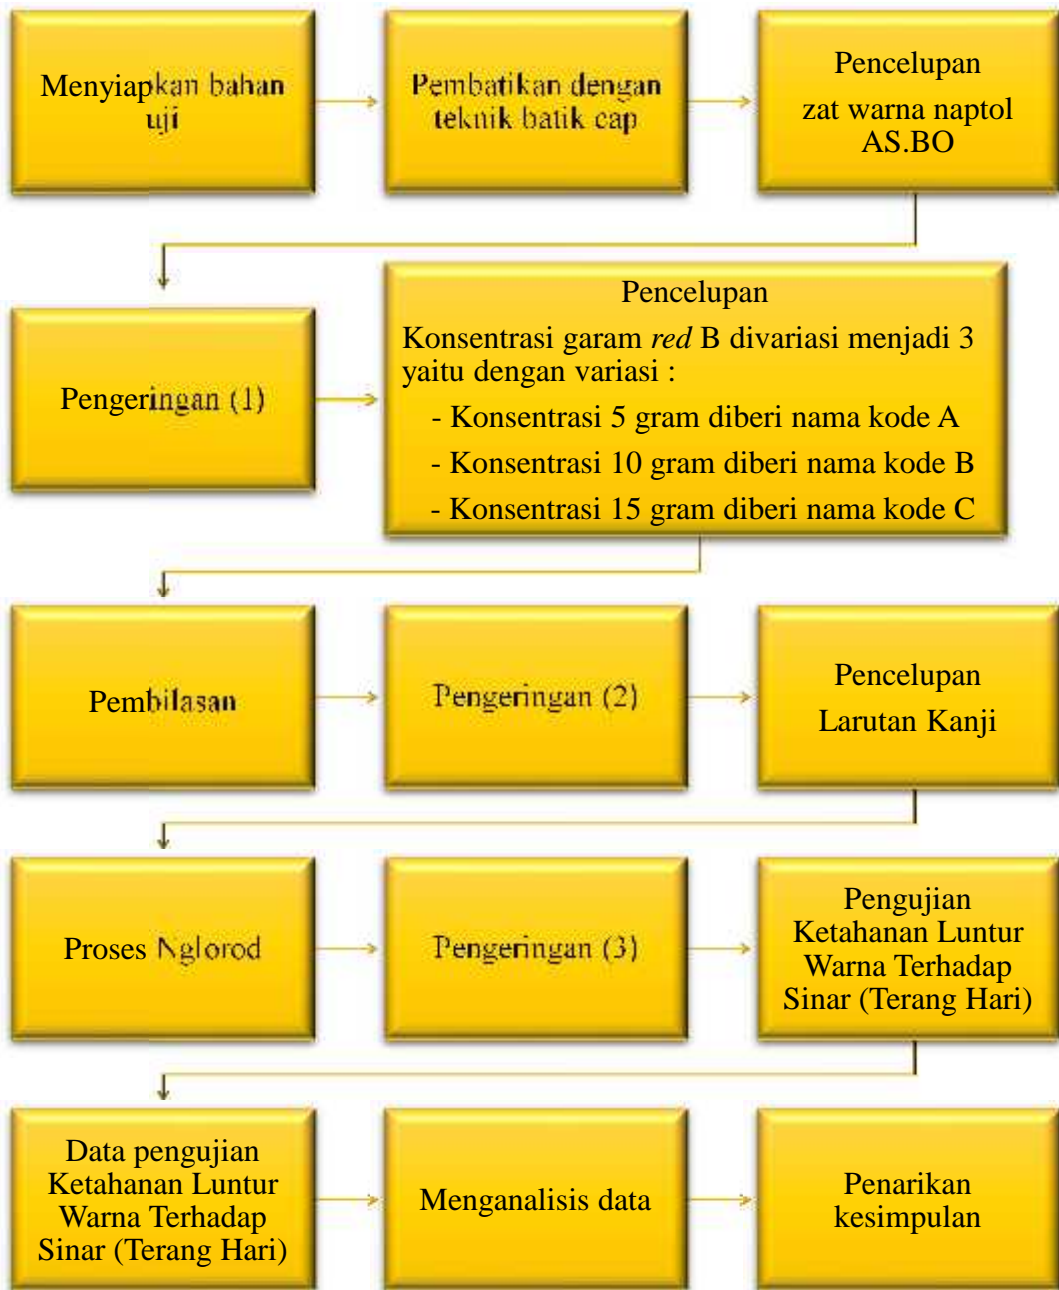 Menyiapkan bahan
uji
Pembatikan dengan
teknik batik cap
Pencelupan
zat warna naptol
AS.BO
Pengeringan (1)
Pencelupan
Konsentrasi garam red B divariasi menjadi 3
yaitu dengan variasi :
- Konsentrasi 5 gram diberi nama kode A
- Konsentrasi 10 gram diberi nama kode B
- Konsentrasi 15 gram diberi nama kode C
Pembilasan
Pengeringan (2)
Pencelupan
Larutan Kanji
Proses Nglorod
Pengeringan (3)
Pengujian
Ketahanan Luntur
Warna Terhadap
Sinar (Terang Hari)
Data pengujian
Ketahanan Luntur
Warna Terhadap
Sinar (Terang Hari)
Menganalisis data
Penarikan
kesimpulan